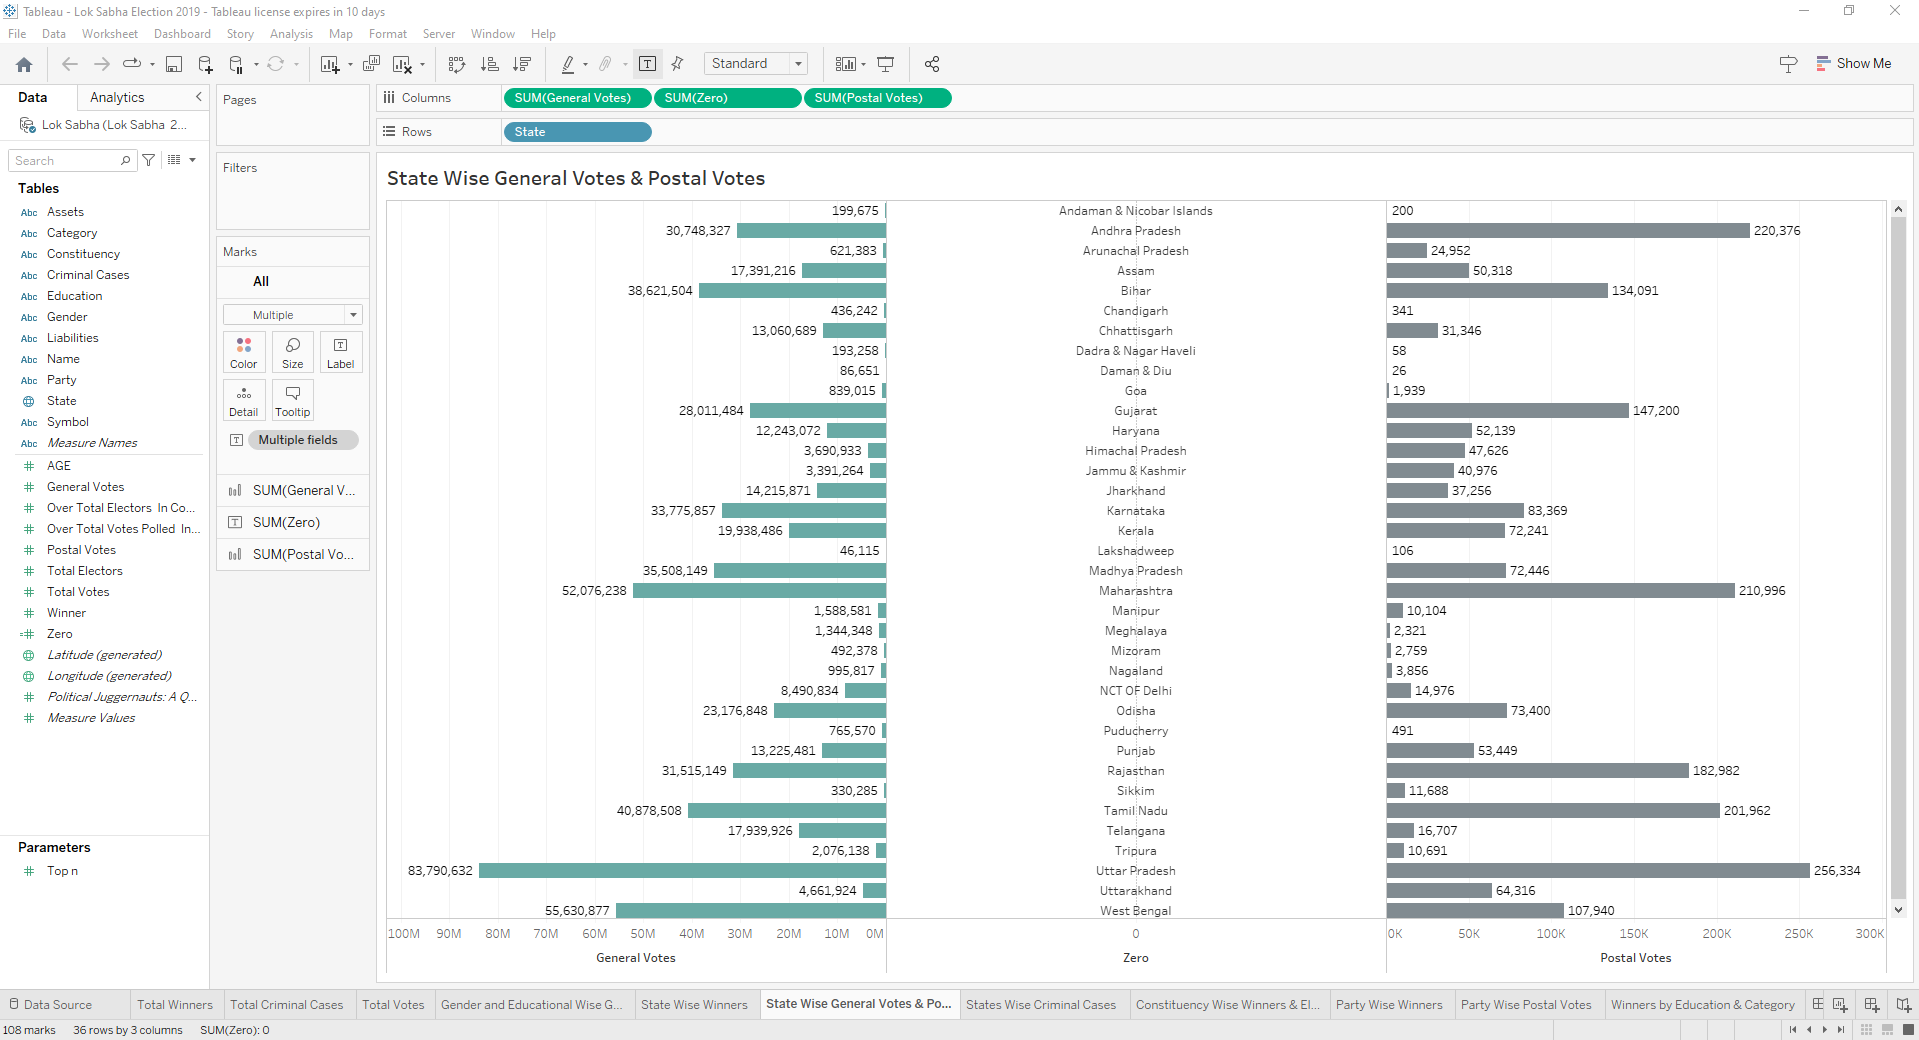 Tableau - Lok Sabha Election 2019 - Tableau license expires in 10 days
File Data Worksheet Dashboard Story Analysis Map Format Server Window Help
Standard
Show Me
Data Analytics
Lok Sabha (Lok Sabha 2...
Search
Tables
Abc Assets
Abc Category
Abc Constituency
Abc Criminal Cases
Abc Education
Abc Gender
Abc Liabilities
Abc Name
Abc Party
State
Abc Symbol
Abc Measure Names
AGE
General Votes
Over Total Electors In Co...
Over Total Votes Polled In...
Postal Votes
Total Electors
Total Votes
Winner
Zero
Latitude (generated)
Longitude (generated)
Political Juggernauts: A Q...
Measure Values
Parameters
Top n
Pages
Filters
Marks
All
Multiple
Color Size Label
Detail Tooltip
Multiple fields
SUM(General V...
SUM(Zero)
SUM(Postal Vo...
Columns SUM(General Votes) SUM(Zero) SUM(Postal Votes)
Rows State
State Wise General Votes & Postal Votes
199,675 Andaman & Nicobar Islands 200
30,748,327 Andhra Pradesh 220,376
621,383 Arunachal Pradesh 24,952
17,391,216 Assam 50,318
38,621,504 Bihar 134,091
436,242 Chandigarh 341
13,060,689 Chhattisgarh 31,346
193,258 Dadra & Nagar Haveli 58
86,651 Daman & Diu 26
839,015 Goa 1,939
28,011,484 Gujarat 147,200
12,243,072 Haryana 52,139
3,690,933 Himachal Pradesh 47,626
3,391,264 Jammu & Kashmir 40,976
14,215,871 Jharkhand 37,256
33,775,857 Karnataka 83,369
19,938,486 Kerala 72,241
46,115 Lakshadweep 106
35,508,149 Madhya Pradesh 72,446
52,076,238 Maharashtra 210,996
1,588,581 Manipur 10,104
1,344,348 Meghalaya 2,321
492,378 Mizoram 2,759
995,817 Nagaland 3,856
8,490,834 NCT OF Delhi 14,976
23,176,848 Odisha 73,400
765,570 Puducherry 491
13,225,481 Punjab 53,449
31,515,149 Rajasthan 182,982
330,285 Sikkim 11,688
40,878,508 Tamil Nadu 201,962
17,939,926 Telangana 16,707
2,076,138 Tripura 10,691
83,790,632 Uttar Pradesh 256,334
4,661,924 Uttarakhand 64,316
55,630,877 West Bengal 107,940
100M 90M 80M 70M 60M 50M 40M 30M 20M 10M 0M 0 0K 50K 100K 150K 200K 250K 300K
General Votes Zero Postal Votes
Data Source Total Winners Total Criminal Cases Total Votes Gender and Educational Wise G... State Wise Winners State Wise General Votes & Po... States Wise Criminal Cases Constituency Wise Winners & El... Party Wise Winners Party Wise Postal Votes Winners by Education & Category
108 marks 36 rows by 3 columns SUM(Zero): 0